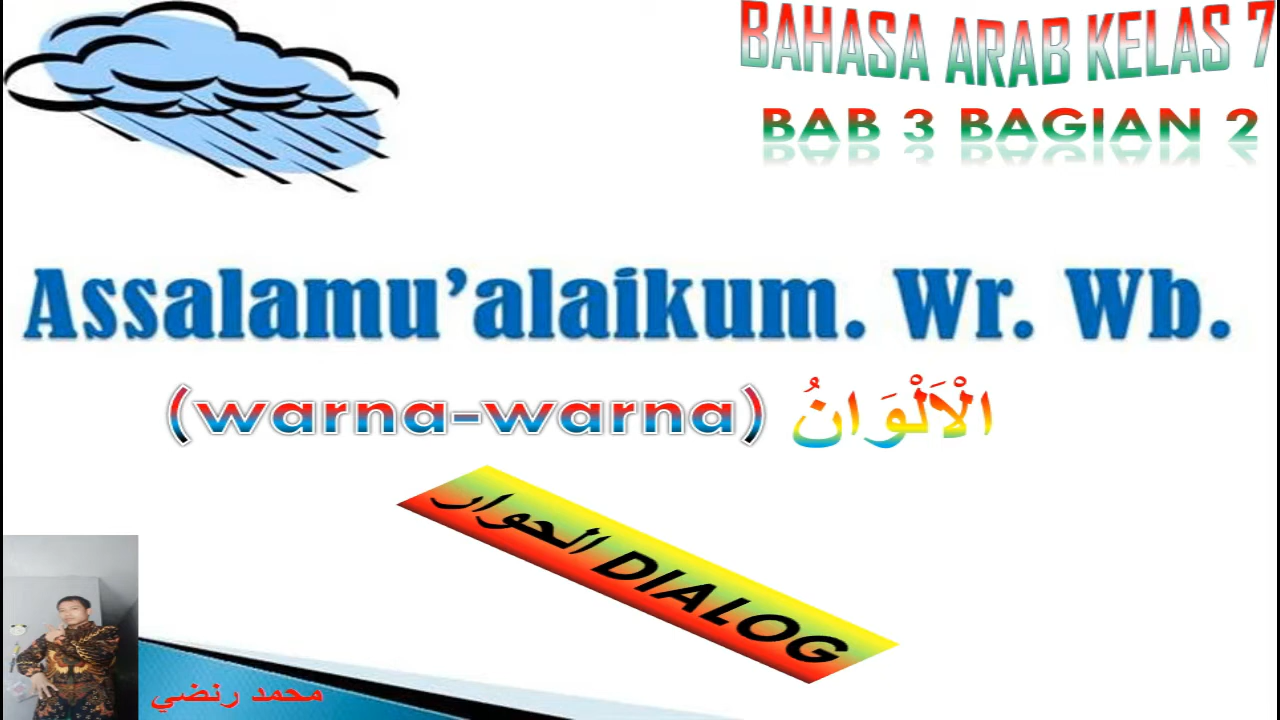 BAHASA ARAB KELAS 7
BAB 3 BAGIAN 2
Assalamu’alaikum. Wr. Wb.
الْاَلْوَانُ (warna-warna)
الحوار DIALOG
محمد رنضي